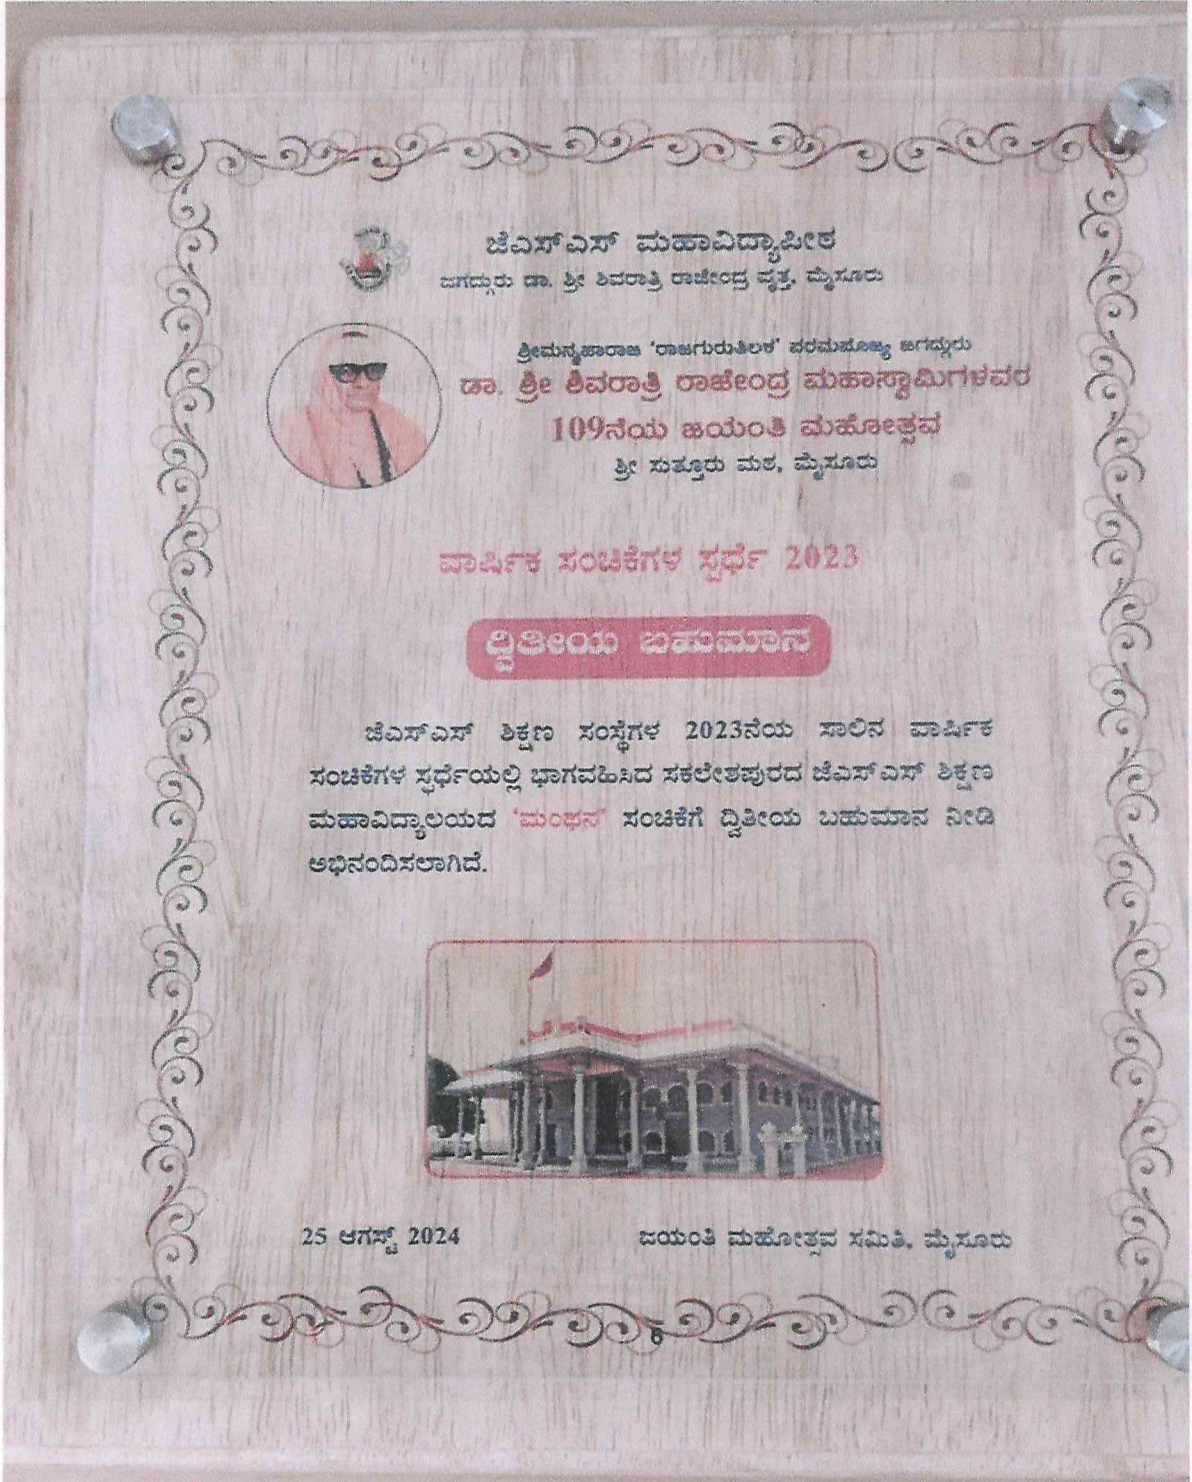 ಜೆಎಸ್ಎಸ್ ಮಹಾವಿದ್ಯಾಪೀಠ
ಜಗದ್ಗುರು ಡಾ. ಶ್ರೀ ಶಿವರಾತ್ರಿ ರಾಜೇಂದ್ರ ವೃತ್ತ, ಮೈಸೂರು
ಶ್ರೀಮನ್ಮಹಾರಾಜ 'ರಾಜಗುರುತಿಲಕ' ಪರಮಪೂಜ್ಯ ಜಗದ್ಗುರು
ಡಾ. ಶ್ರೀ ಶಿವರಾತ್ರಿ ರಾಜೇಂದ್ರ ಮಹಾಸ್ವಾಮಿಗಳವರ
109ನೆಯ ಜಯಂತಿ ಮಹೋತ್ಸವ
ಶ್ರೀ ಸುತ್ತೂರು ಮಠ, ಮೈಸೂರು
ವಾರ್ಷಿಕ ಸಂಚಿಕೆಗಳ ಸ್ಪರ್ಧೆ 2023
ದ್ವಿತೀಯ ಬಹುಮಾನ
ಜೆಎಸ್ಎಸ್ ಶಿಕ್ಷಣ ಸಂಸ್ಥೆಗಳ 2023ನೆಯ ಸಾಲಿನ ವಾರ್ಷಿಕ
ಸಂಚಿಕೆಗಳ ಸ್ಪರ್ಧೆಯಲ್ಲಿ ಭಾಗವಹಿಸಿದ ಸಕಲೇಶಪುರದ ಜೆಎಸ್ಎಸ್ ಶಿಕ್ಷಣ
ಮಹಾವಿದ್ಯಾಲಯದ 'ಮಂಥನ' ಸಂಚಿಕೆಗೆ ದ್ವಿತೀಯ ಬಹುಮಾನ ನೀಡಿ
ಅಭಿನಂದಿಸಲಾಗಿದೆ.
25 ಆಗಸ್ಟ್ 2024
ಜಯಂತಿ ಮಹೋತ್ಸವ ಸಮಿತಿ, ಮೈಸೂರು
6